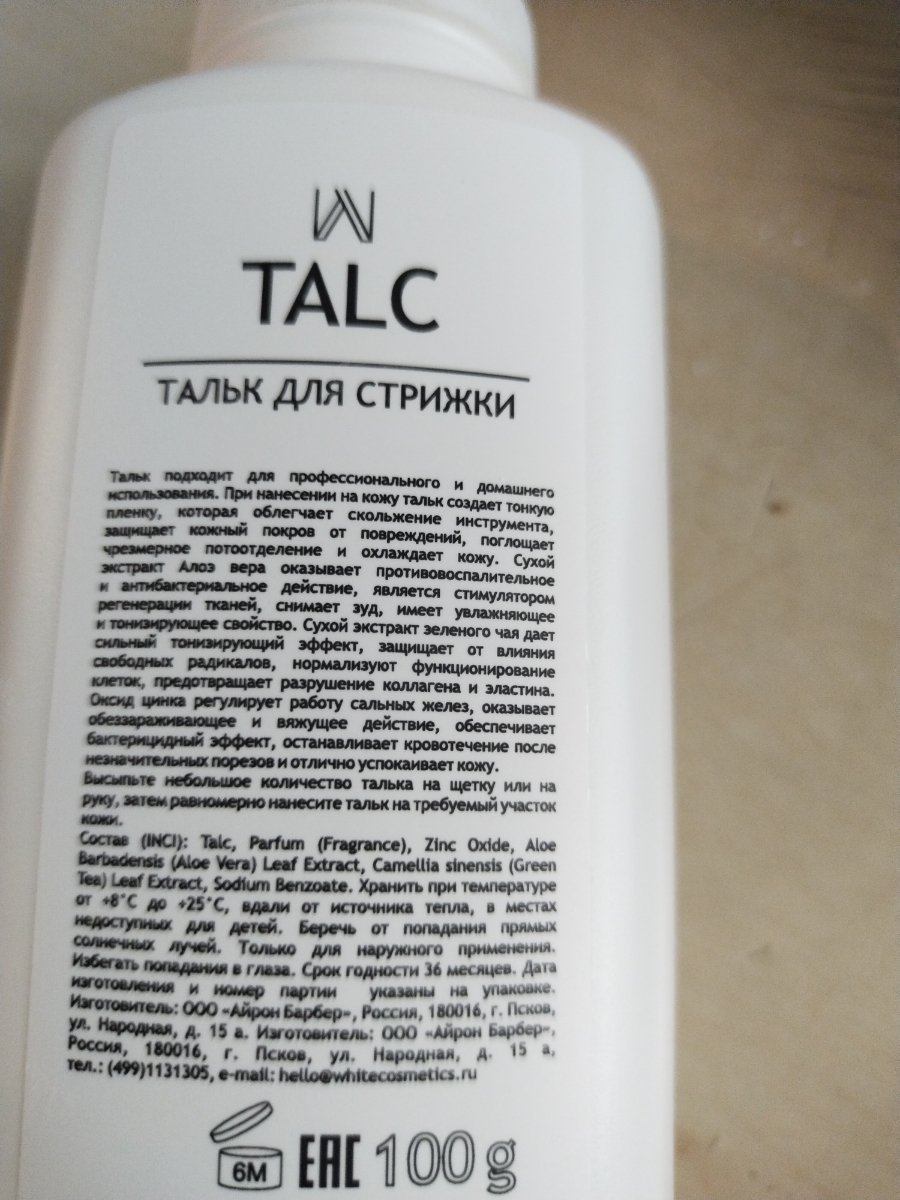 TALC
ТАЛЬК ДЛЯ СТРИЖКИ
Тальк подходит для профессионального и домашнего
использования. При нанесении на кожу тальк создает тонкую
пленку, которая облегчает скольжение инструмента,
защищает кожный покров от повреждений, поглощает
чрезмерное потоотделение и охлаждает кожу. Сухой
экстракт Алоэ вера оказывает противовоспалительное
и антибактериальное действие, является стимулятором
регенерации тканей, снимает зуд, имеет увлажняющее
и тонизирующее свойство. Сухой экстракт зеленого чая дает
сильный тонизирующий эффект, защищает от влияния
свободных радикалов, нормализуют функционирование
клеток, предотвращает разрушение коллагена и эластина.
Оксид цинка регулирует работу сальных желез, оказывает
обеззараживающее и вяжущее действие, обеспечивает
бактерицидный эффект, останавливает кровотечение после
незначительных порезов и отлично успокаивает кожу.
Высыпьте небольшое количество талька на щетку или на
руку, затем равномерно нанесите тальк на требуемый участок
кожи.
Состав (INCI): Talc, Parfum (Fragrance), Zinc Oxide, Aloe
Barbadensis (Aloe Vera) Leaf Extract, Camellia sinensis (Green
Tea) Leaf Extract, Sodium Benzoate. Хранить при температуре
от +8°C до +25°C, вдали от источника тепла, в местах
недоступных для детей. Беречь от попадания прямых
солнечных лучей. Только для наружного применения.
Избегать попадания в глаза. Срок годности 36 месяцев. Дата
изготовления и номер партии указаны на упаковке.
Изготовитель: ООО «Айрон Барбер», Россия, 180016, г. Псков,
ул. Народная, д. 15 а. Изготовитель: ООО «Айрон Барбер»,
Россия, 180016, г. Псков, ул. Народная, д. 15 а,
тел.: (499)1131305, e-mail: hello@whitecosmetics.ru
6M EAC 100 g